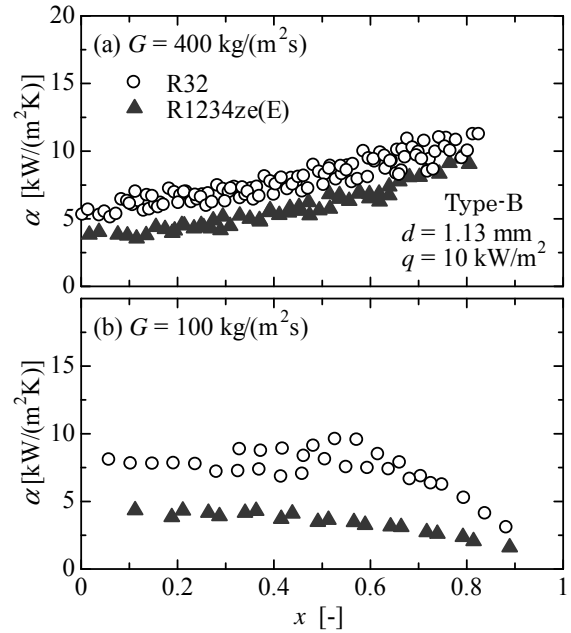 20
(a) G = 400 kg/(m²s)
R32
15
R1234ze(E)
α [kW/(m²K)]
10
Type-B
5
d = 1.13 mm
q = 10 kW/m²
0
(b) G = 100 kg/(m²s)
15
α [kW/(m²K)]
10
5
0
0 0.2 0.4 0.6 0.8 1
x [-]